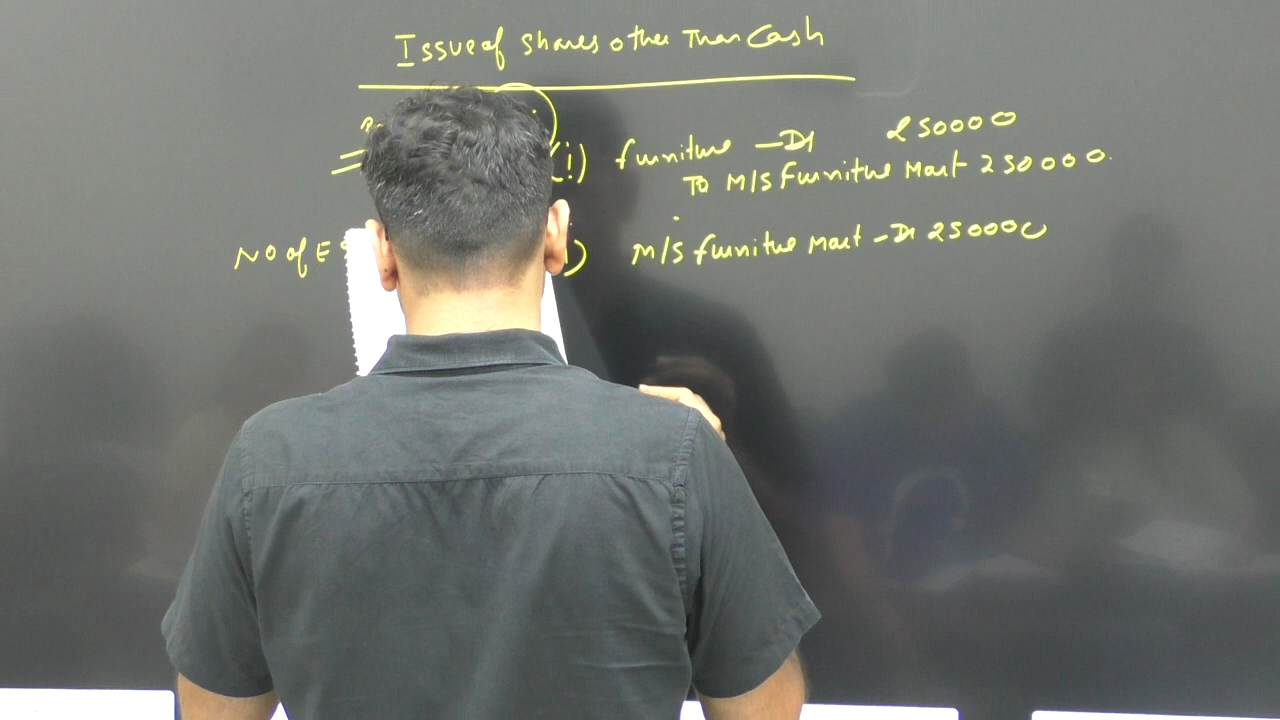 Issue of shares other Than Cash
(i) furniture - Dr 250000
To M/S Furniture Mart 250000.
NO of E
) M/S furniture Mart - Dr 250000